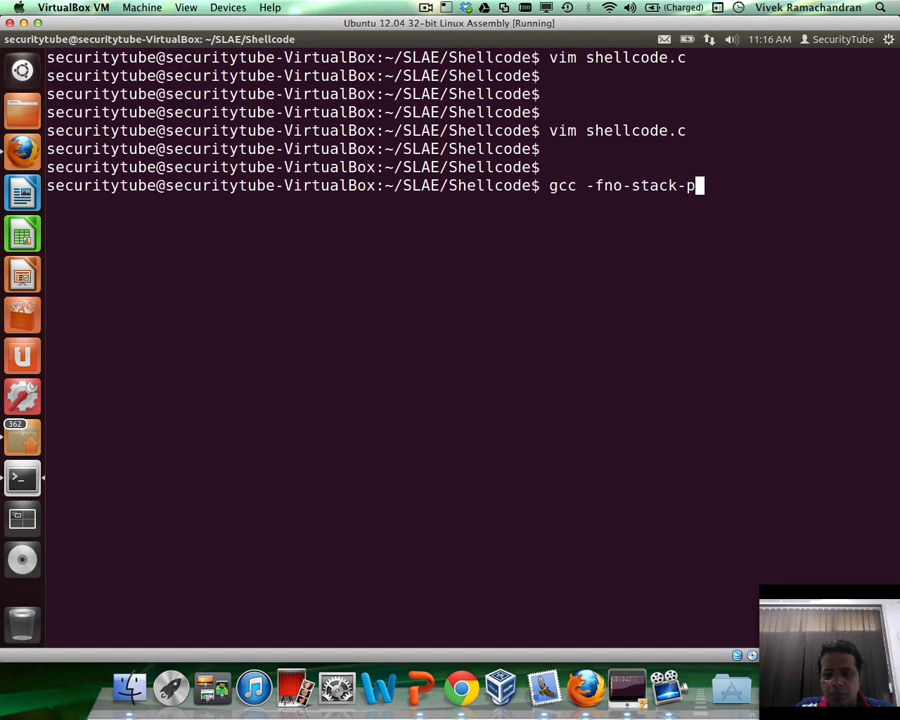 VirtualBox VM Machine View Devices Help (Charged) Vivek Ramachandran
Ubuntu 12.04 32-bit Linux Assembly [Running]
securitytube@securitytube-VirtualBox: ~/SLAE/Shellcode 11:16 AM SecurityTube
securitytube@securitytube-VirtualBox:~/SLAE/Shellcode$ vim shellcode.c
securitytube@securitytube-VirtualBox:~/SLAE/Shellcode$
securitytube@securitytube-VirtualBox:~/SLAE/Shellcode$
securitytube@securitytube-VirtualBox:~/SLAE/Shellcode$
securitytube@securitytube-VirtualBox:~/SLAE/Shellcode$ vim shellcode.c
securitytube@securitytube-VirtualBox:~/SLAE/Shellcode$
securitytube@securitytube-VirtualBox:~/SLAE/Shellcode$
securitytube@securitytube-VirtualBox:~/SLAE/Shellcode$ gcc -fno-stack-p
362